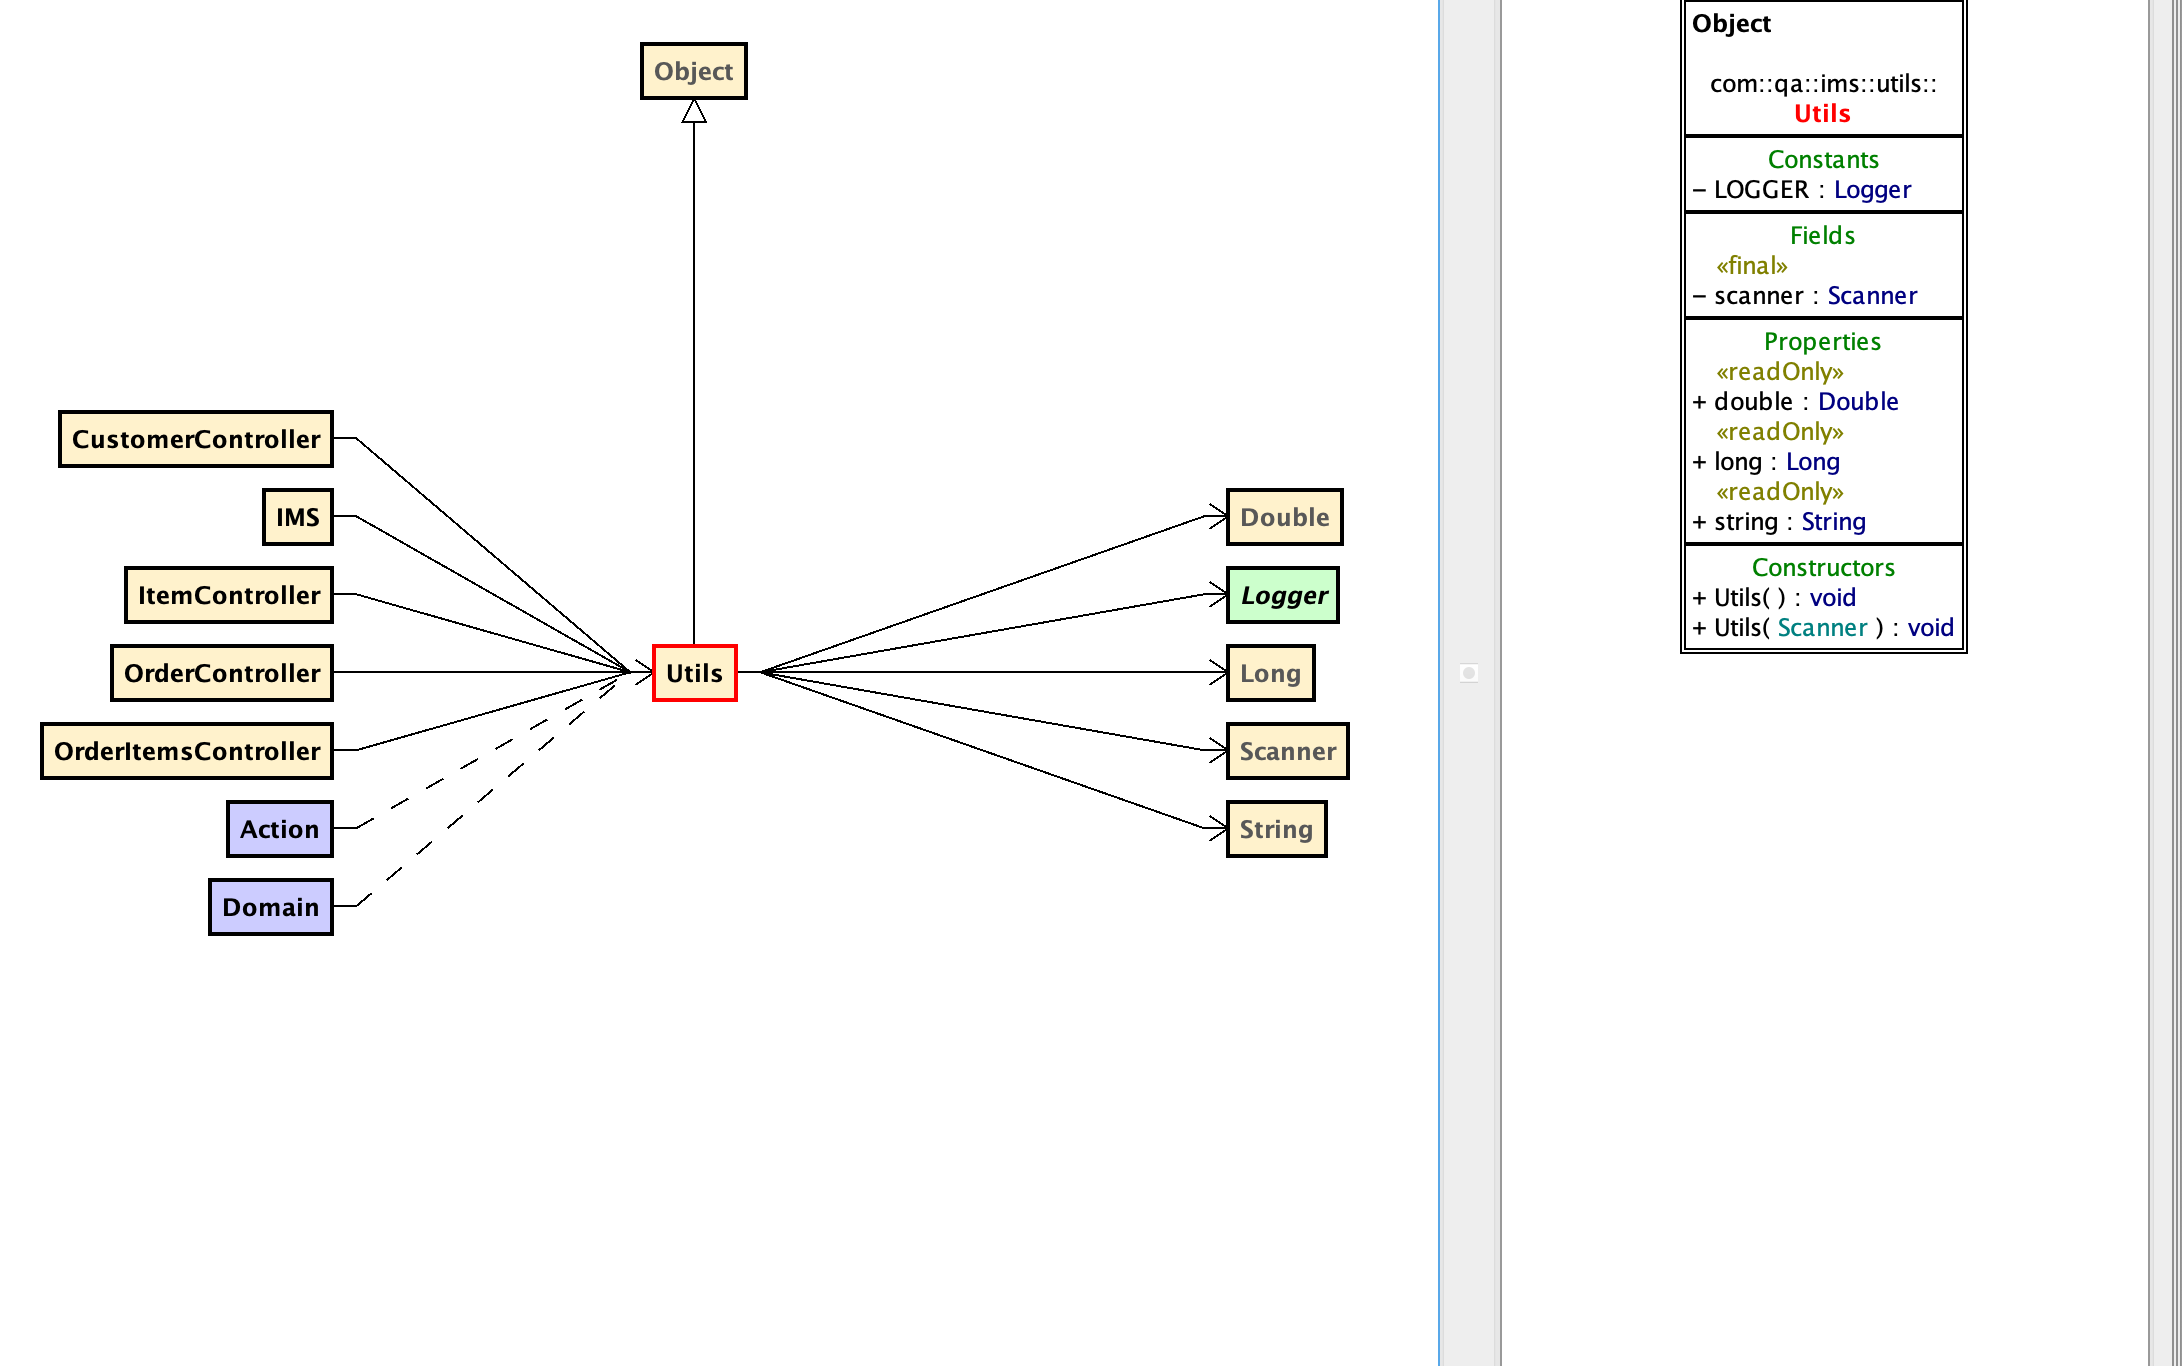 Object
CustomerController
IMS
ItemController
OrderController
OrderItemsController
Action
Domain
Utils
Double
Logger
Long
Scanner
String
Object
com::qa::ims::utils::
Utils
Constants
− LOGGER : Logger
Fields
«final»
− scanner : Scanner
Properties
«readOnly»
+ double : Double
«readOnly»
+ long : Long
«readOnly»
+ string : String
Constructors
+ Utils( ) : void
+ Utils( Scanner ) : void